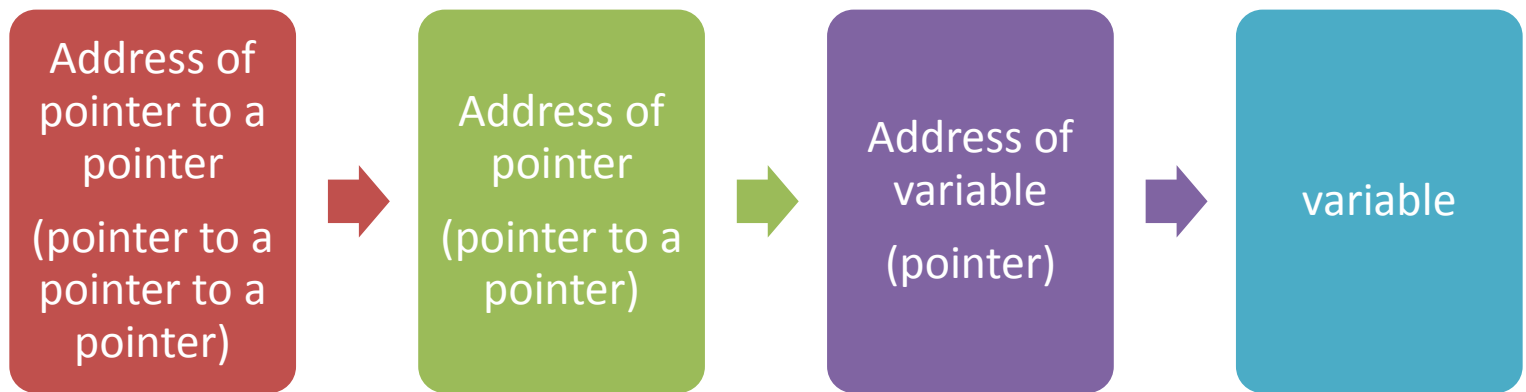 Address of
pointer to a
pointer
(pointer to a
pointer to a
pointer)
Address of
pointer
(pointer to a
pointer)
Address of
variable
(pointer)
variable